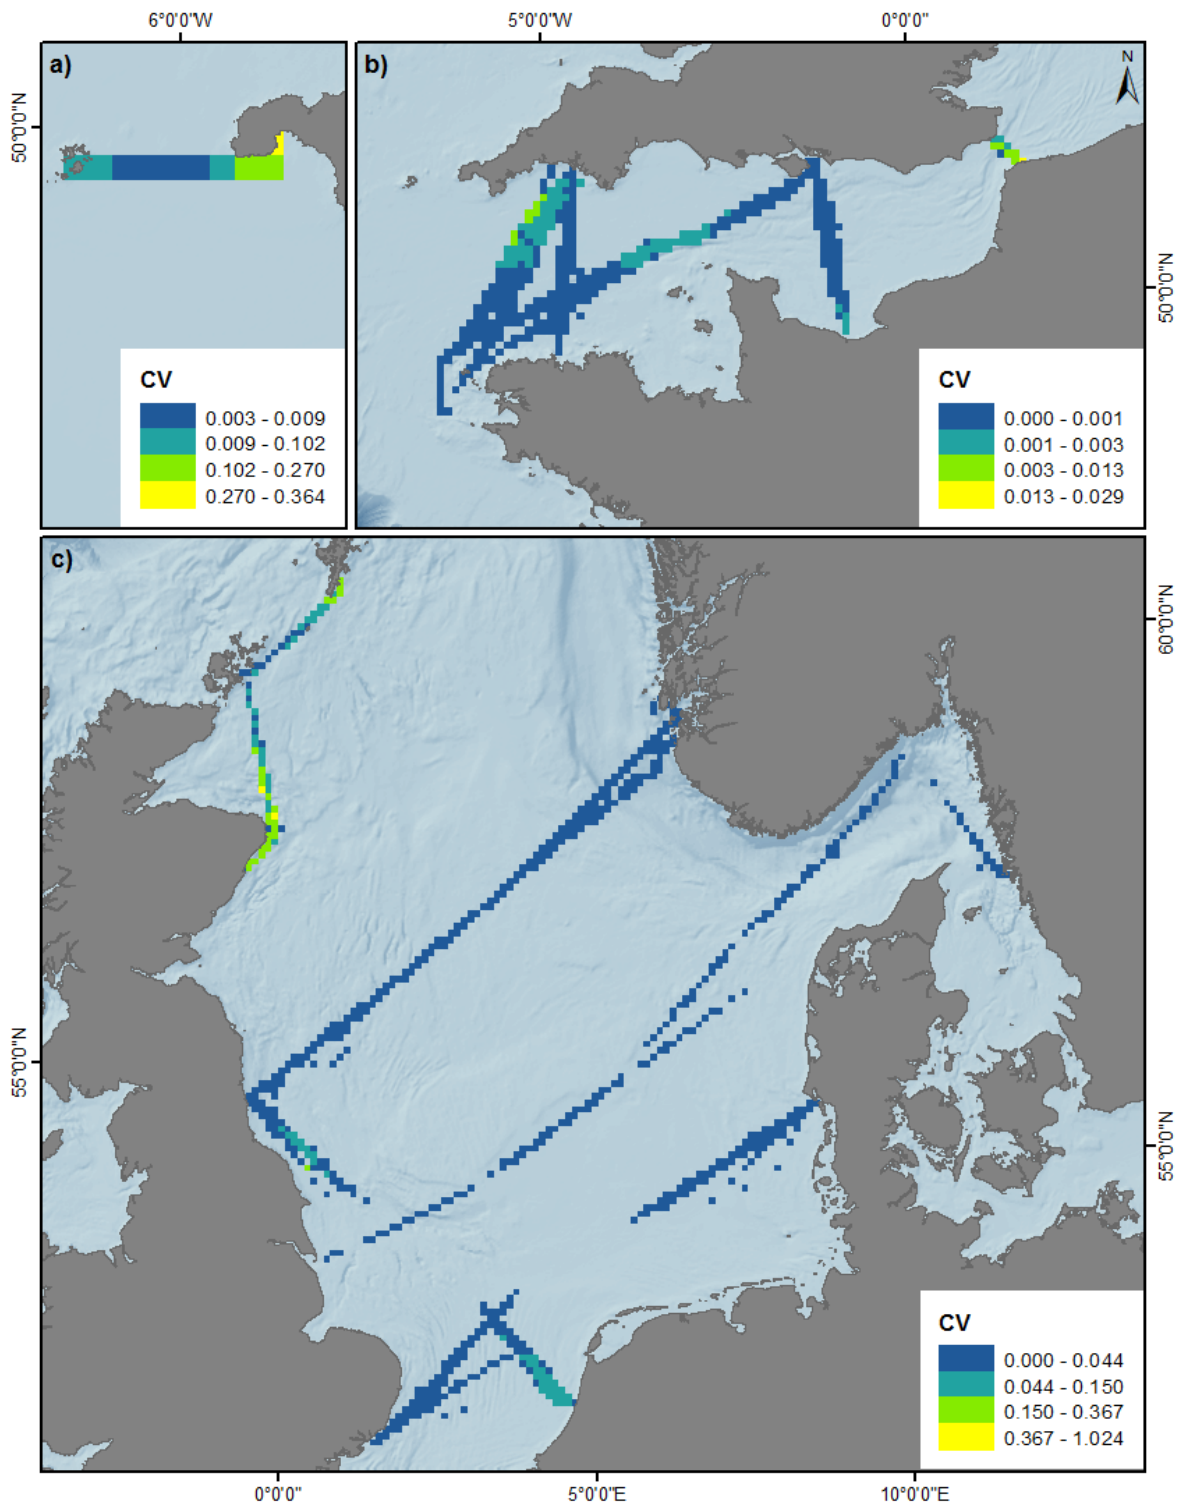 6°0'0"W
5°0'0"W
0°0'0"
50°0'0"N
a)
CV
0.003 - 0.009
0.009 - 0.102
0.102 - 0.270
0.270 - 0.364
b)
N
50°0'0"N
CV
0.000 - 0.001
0.001 - 0.003
0.003 - 0.013
0.013 - 0.029
c)
60°0'0"N
55°0'0"N
55°0'0"N
CV
0.000 - 0.044
0.044 - 0.150
0.150 - 0.367
0.367 - 1.024
0°0'0"
5°0'0"E
10°0'0"E